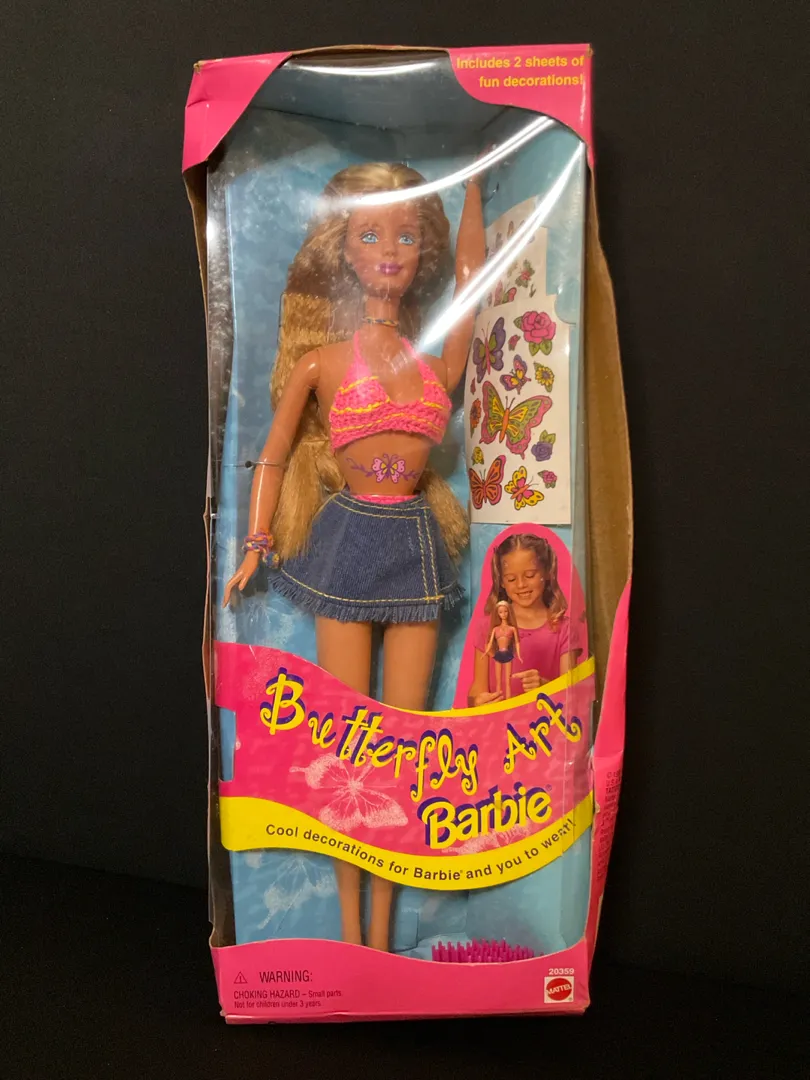 Includes 2 sheets of
fun decorations!
Butterfly Art
Barbie®
Cool decorations for Barbie® and you to wear!
⚠ WARNING:
CHOKING HAZARD – Small parts.
Not for children under 3 years.
20359
MATTEL